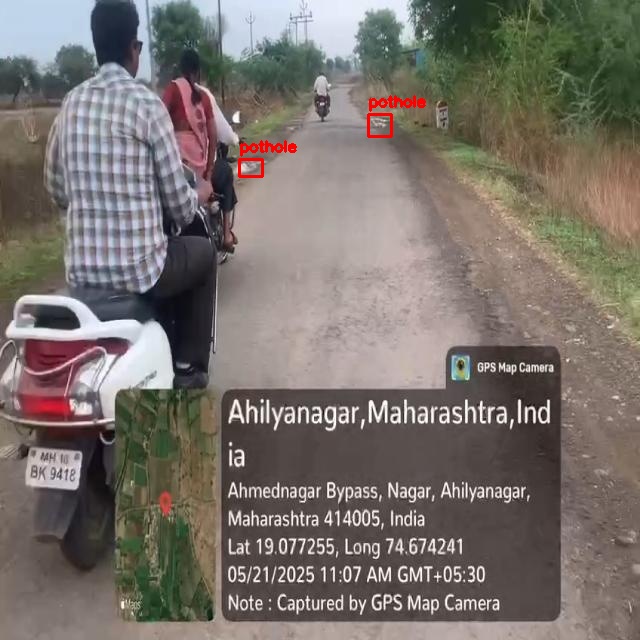 pothole
pothole
MH 16
BK 9418
GPS Map Camera
Ahilyanagar,Maharashtra,Ind
ia
Ahmednagar Bypass, Nagar, Ahilyanagar,
Maharashtra 414005, India
Lat 19.077255, Long 74.674241
05/21/2025 11:07 AM GMT+05:30
Note : Captured by GPS Map Camera
Maps